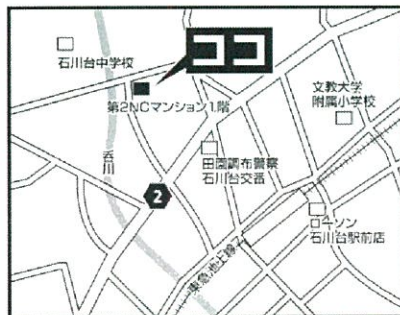 ココ
石川台中学校
第2NCマンション1階
文教大学
附属小学校
呑川
田園調布警察
石川台交番
2
ローソン
石川台駅前店
東急池上線